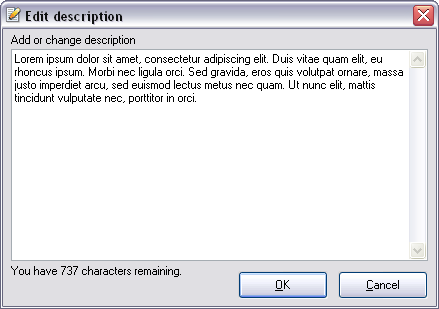 Edit description
Add or change description
Lorem ipsum dolor sit amet, consectetur adipiscing elit. Duis vitae quam elit, eu
rhoncus ipsum. Morbi nec ligula orci. Sed gravida, eros quis volutpat ornare, massa
justo imperdiet arcu, sed euismod lectus metus nec quam. Ut nunc elit, mattis
tincidunt vulputate nec, porttitor in orci.
You have 737 characters remaining.
OK
Cancel